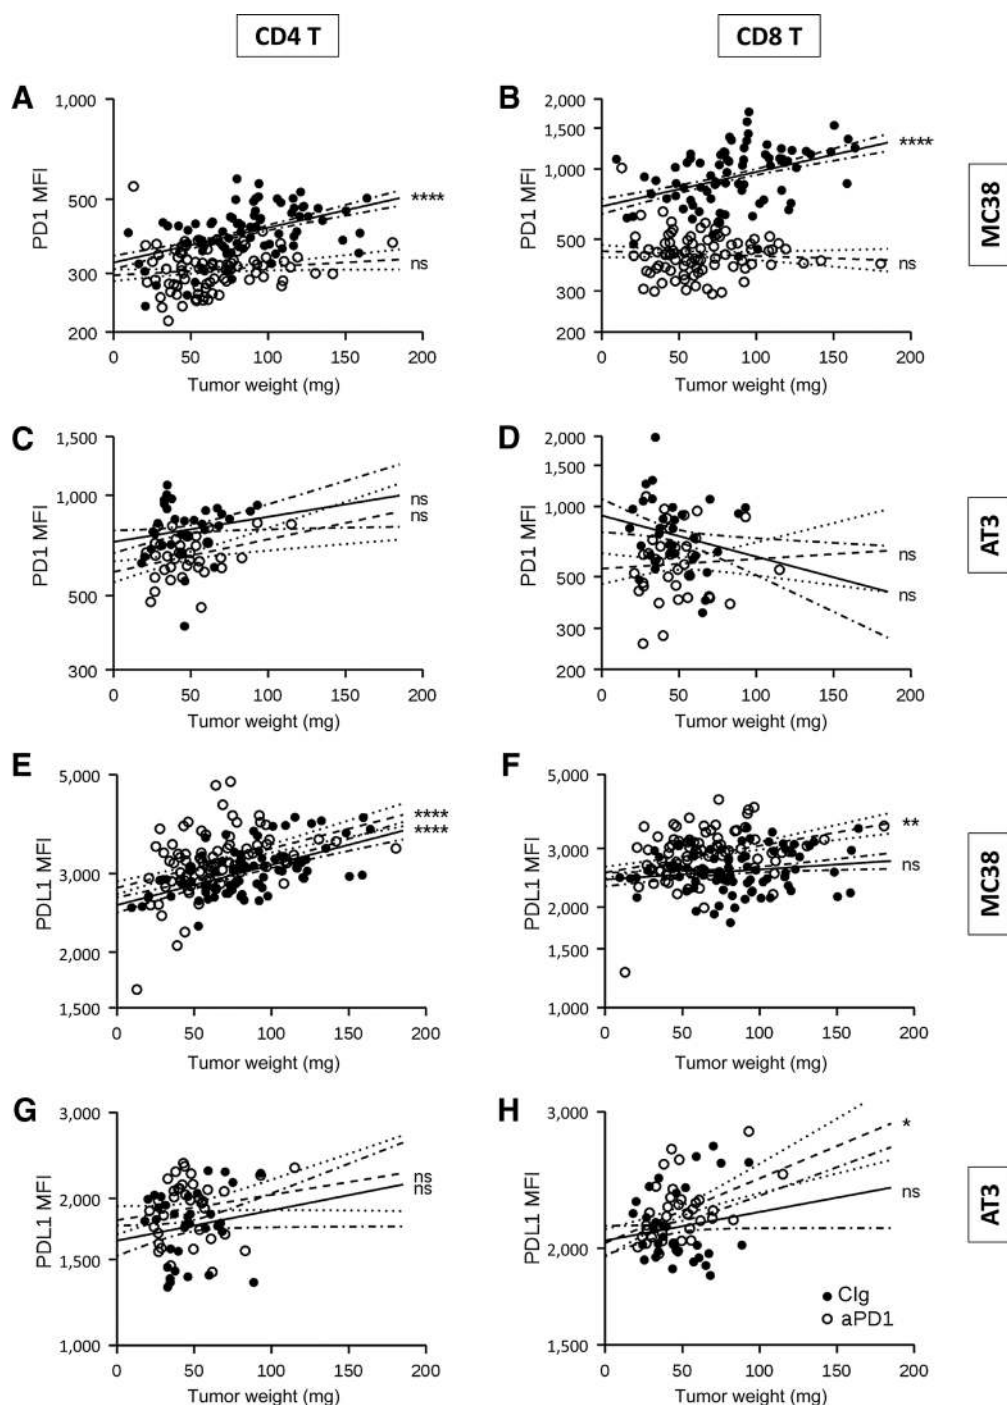 CD4 T
CD8 T
A
1,000
500
300
200
PD1 MFI
0 50 100 150 200
Tumor weight (mg)
****
ns
B
2,000
1,500
1,000
500
300
200
PD1 MFI
0 50 100 150 200
Tumor weight (mg)
****
ns
MC38
C
1,500
1,000
500
300
PD1 MFI
0 50 100 150 200
Tumor weight (mg)
ns
ns
D
2,000
1,500
1,000
500
300
200
PD1 MFI
0 50 100 150 200
Tumor weight (mg)
ns
ns
AT3
E
5,000
3,000
2,000
1,500
PDL1 MFI
0 50 100 150 200
Tumor weight (mg)
****
****
F
5,000
3,000
2,000
1,500
1,000
PDL1 MFI
0 50 100 150 200
Tumor weight (mg)
**
ns
MC38
G
3,000
2,000
1,500
1,000
PDL1 MFI
0 50 100 150 200
Tumor weight (mg)
ns
ns
H
3,000
2,000
1,500
PDL1 MFI
0 50 100 150 200
Tumor weight (mg)
*
ns
CIg
aPD1
AT3